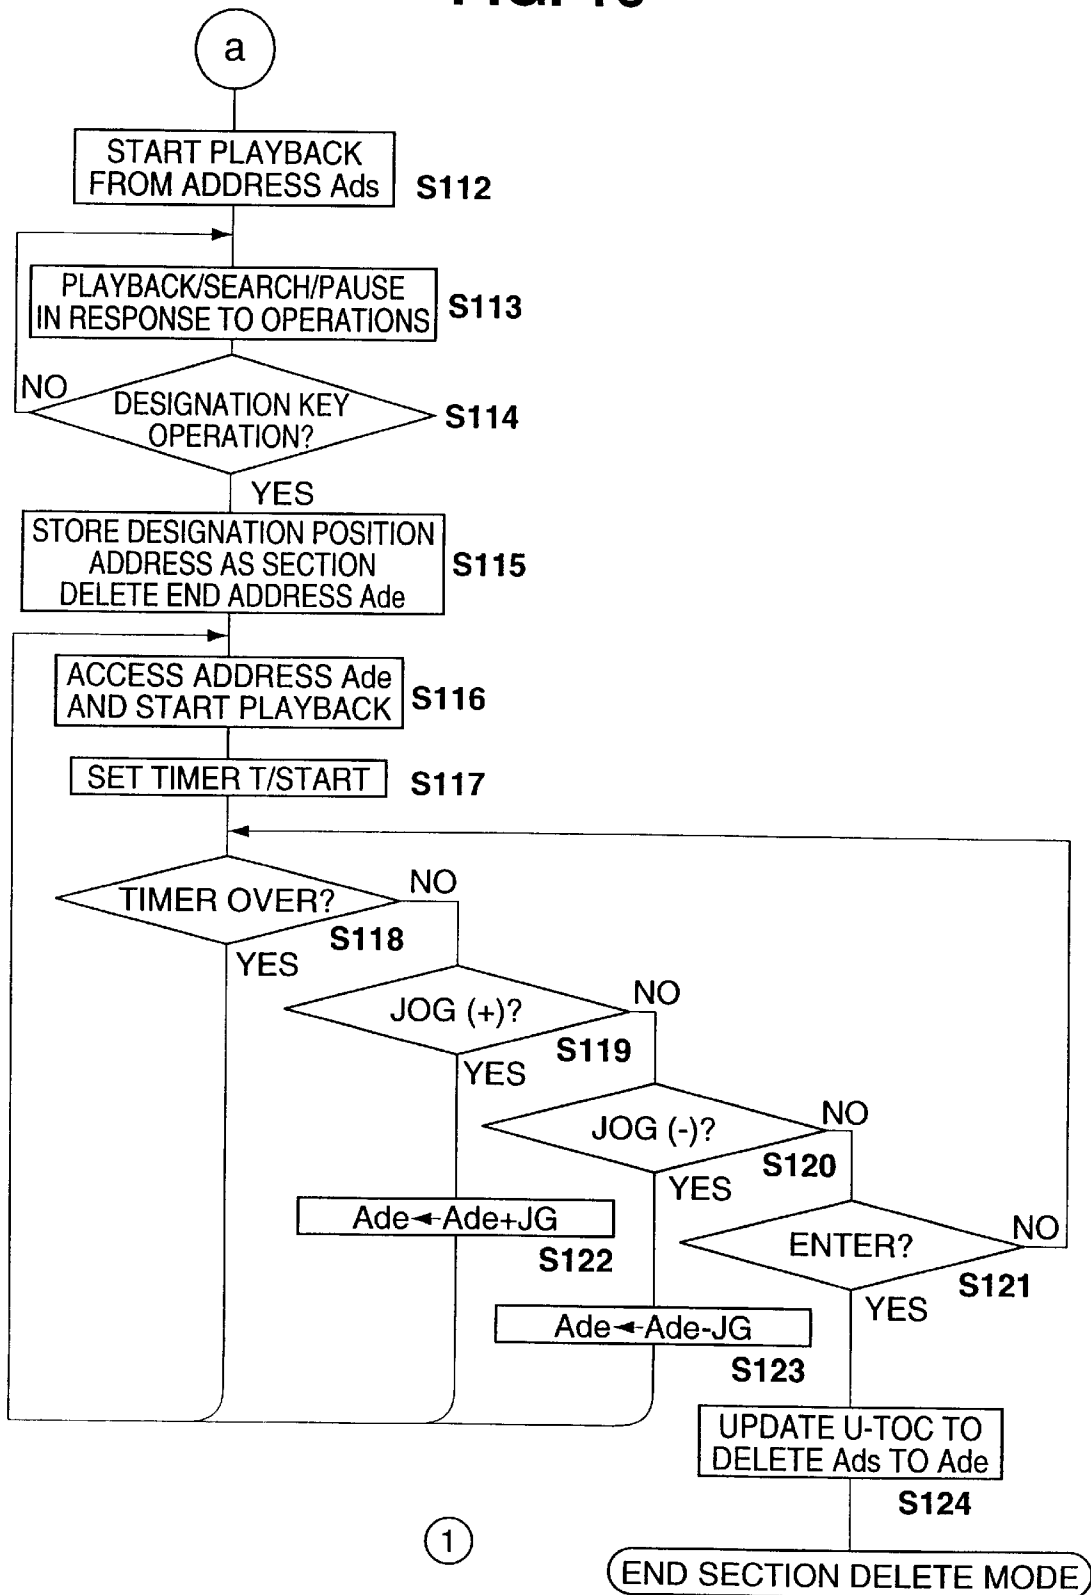 a
START PLAYBACK
FROM ADDRESS Ads
S112
PLAYBACK/SEARCH/PAUSE
IN RESPONSE TO OPERATIONS
S113
NO
DESIGNATION KEY
OPERATION?
S114
YES
STORE DESIGNATION POSITION
ADDRESS AS SECTION
DELETE END ADDRESS Ade
S115
ACCESS ADDRESS Ade
AND START PLAYBACK
S116
SET TIMER T/START
S117
TIMER OVER?
NO
S118
YES
JOG (+)?
NO
S119
YES
JOG (-)?
NO
S120
YES
Ade←Ade+JG
S122
ENTER?
NO
S121
YES
Ade←Ade-JG
S123
UPDATE U-TOC TO
DELETE Ads TO Ade
S124
1
END SECTION DELETE MODE